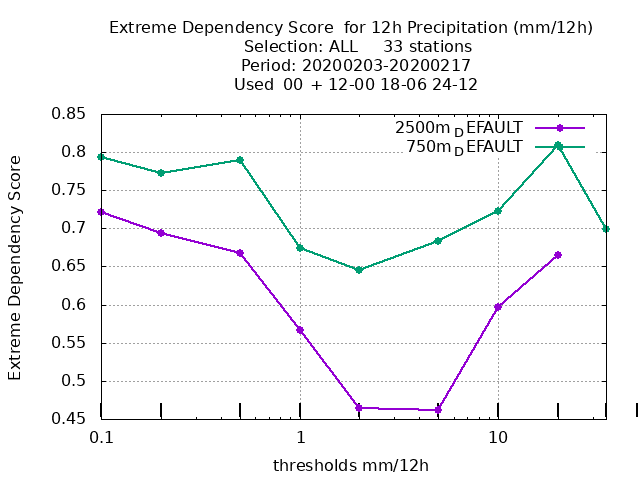 Extreme Dependency Score  for 12h Precipitation (mm/12h)
Selection: ALL     33 stations
Period: 20200203-20200217
Used  00  + 12-00 18-06 24-12
2500m_DEFAULT
750m_DEFAULT
Extreme Dependency Score
0.85
0.8
0.75
0.7
0.65
0.6
0.55
0.5
0.45
0.1 1 10
thresholds mm/12h